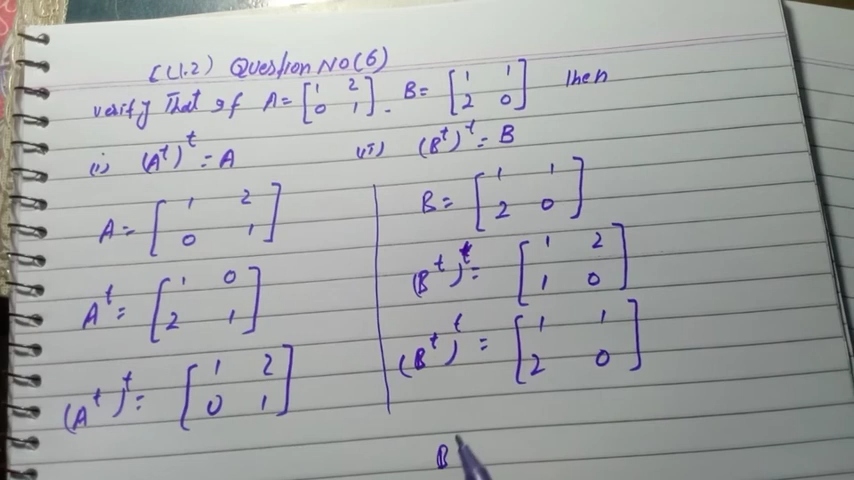 E(1.2) Question No(6)
verify That if A = [1 2 0 1]. B = [1 1 2 0] Then
(i) (A^t)^t = A (ii) (B^t)^t = B
A = [1 2 0 1]
A^t = [1 0 2 1]
(A^t)^t = [1 2 0 1]
B = [1 1 2 0]
(B^t)^t = [1 2 1 0]
(B^t)^t = [1 1 2 0]
B